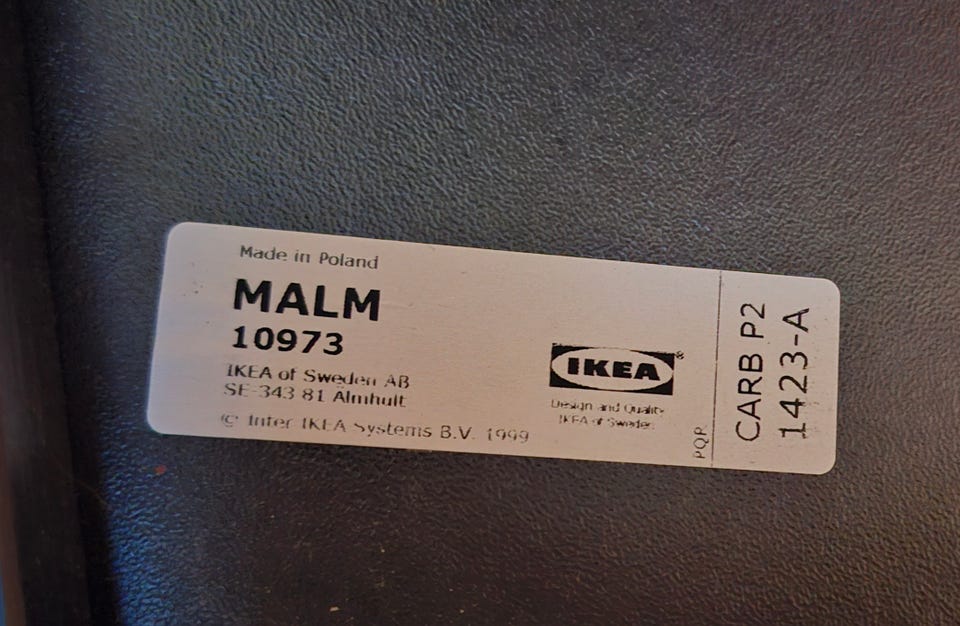 Made in Poland
MALM
10973
IKEA of Sweden AB
SE-343 81 Älmhult
© Inter IKEA Systems B.V. 1999
IKEA®
Design and Quality
IKEA of Sweden
PQP
CARB P2
1423-A